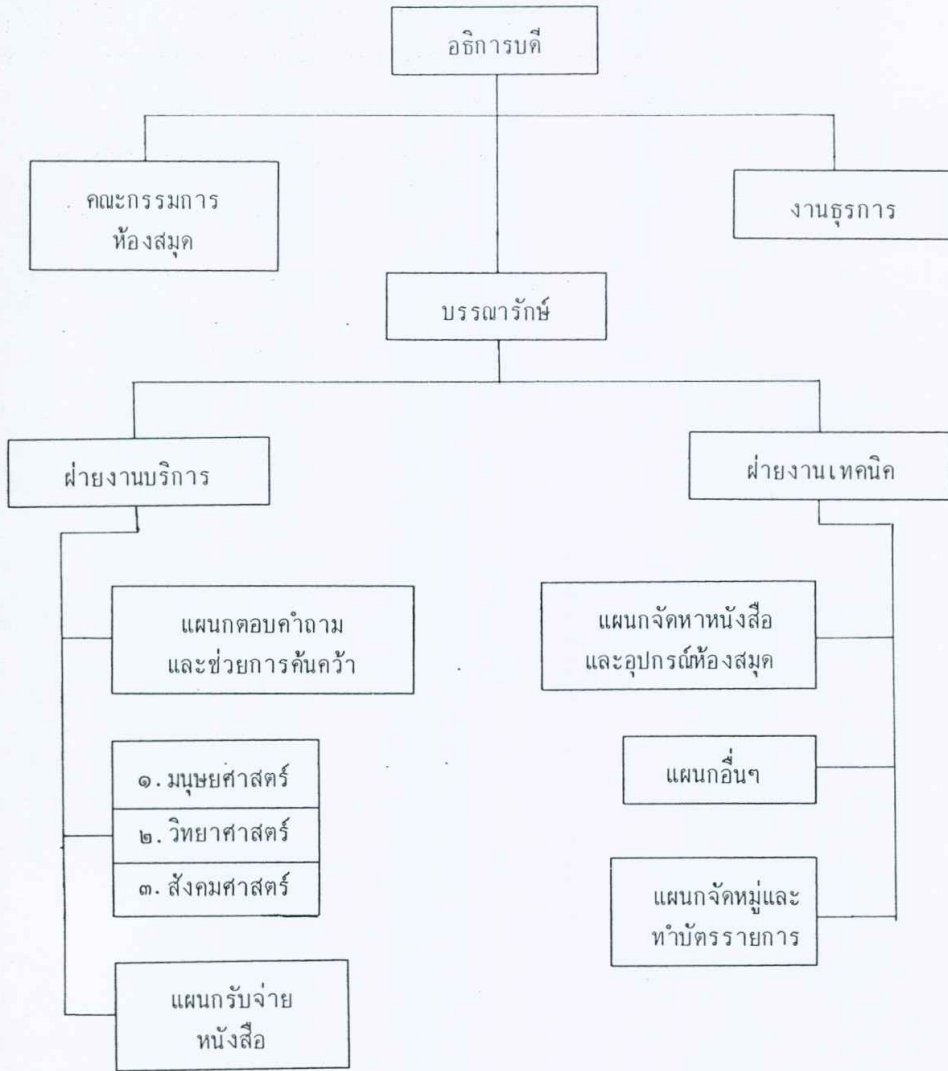 อธิการบดี
คณะกรรมการ
ห้องสมุด
งานธุรการ
บรรณารักษ์
ฝ่ายงานบริการ
ฝ่ายงานเทคนิค
แผนกตอบคำถาม
และช่วยการค้นคว้า
แผนกจัดหาหนังสือ
และอุปกรณ์ห้องสมุด
๑. มนุษยศาสตร์
๒. วิทยาศาสตร์
๓. สังคมศาสตร์
แผนกอื่นๆ
แผนกจัดหมู่และ
ทำบัตรรายการ
แผนกรับจ่าย
หนังสือ